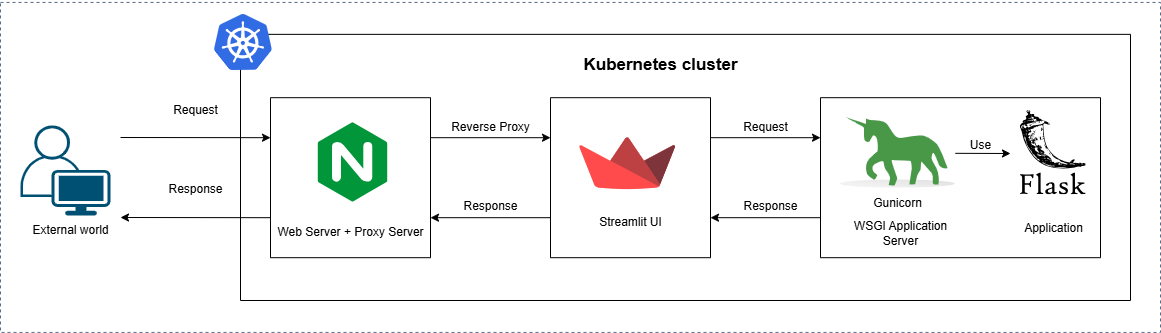 Kubernetes cluster
Request
Reverse Proxy
Request
Use
N
Flask
Response
Response
Response
Gunicorn
External world
Web Server + Proxy Server
Streamlit UI
WSGI Application
Server
Application